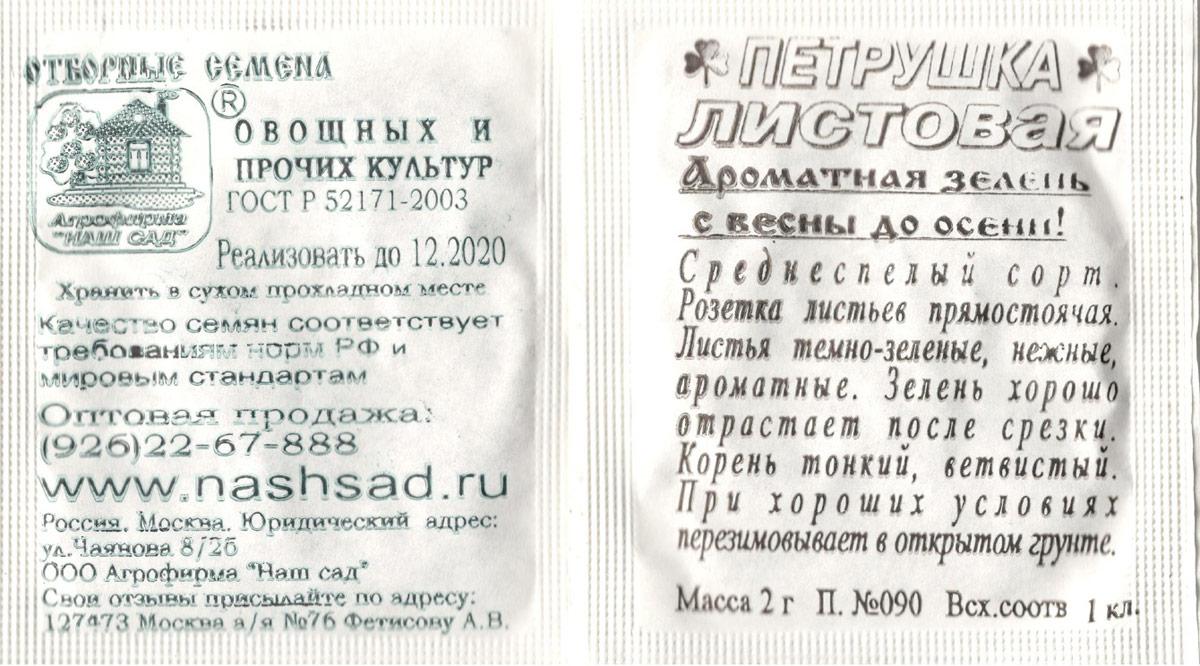 ОТБОРНЫЕ СЕМЕНА
®
ОВОЩНЫХ И
ПРОЧИХ КУЛЬТУР
ГОСТ Р 52171-2003
Агрофирма
"НАШ САД"
Реализовать до 12.2020
Хранить в сухом прохладном месте
Качество семян соответствует
требованиям норм РФ и
мировым стандартам
Оптовая продажа:
(926)22-67-888
www.nashsad.ru
Россия. Москва. Юридический адрес:
ул.Чаянова 8/2б
ООО Агрофирма "Наш сад"
Свои отзывы присылайте по адресу:
127473 Москва а/я №76 Фетисову А.В.
ПЕТРУШКА
ЛИСТОВАЯ
Ароматная зелень
с весны до осени!
Среднеспелый сорт.
Розетка листьев прямостоячая.
Листья темно-зеленые, нежные,
ароматные. Зелень хорошо
отрастает после срезки.
Корень тонкий, ветвистый.
При хороших условиях
перезимовывает в открытом грунте.
Масса 2 г П. №090 Всх.соотв 1 кл.